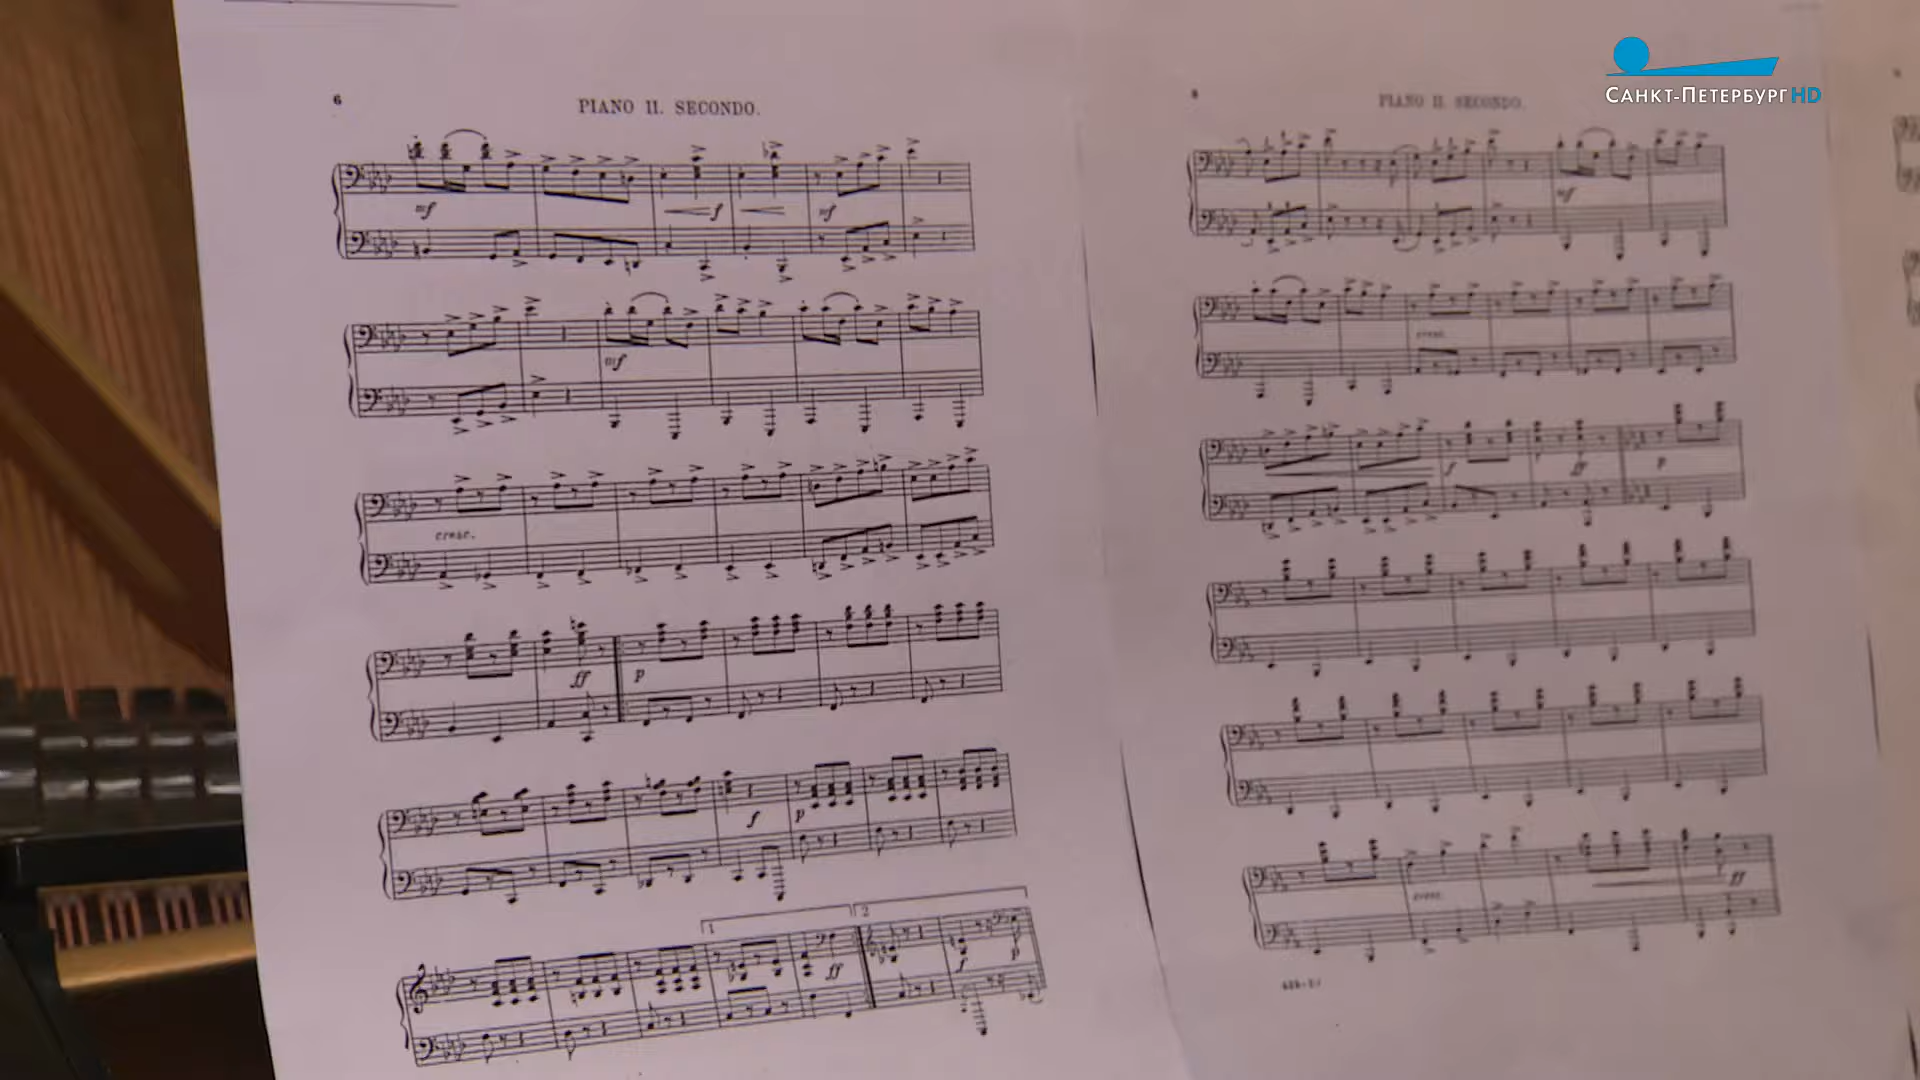 6
PIANO II. SECONDO.
mf
f
mf
mf
cresc.
ff
p
f
p
1
2
ff
f
p
8
PIANO II. SECONDO.
mf
cresc.
f
ff
p
cresc.
ff
САНКТ-ПЕТЕРБУРГ HD